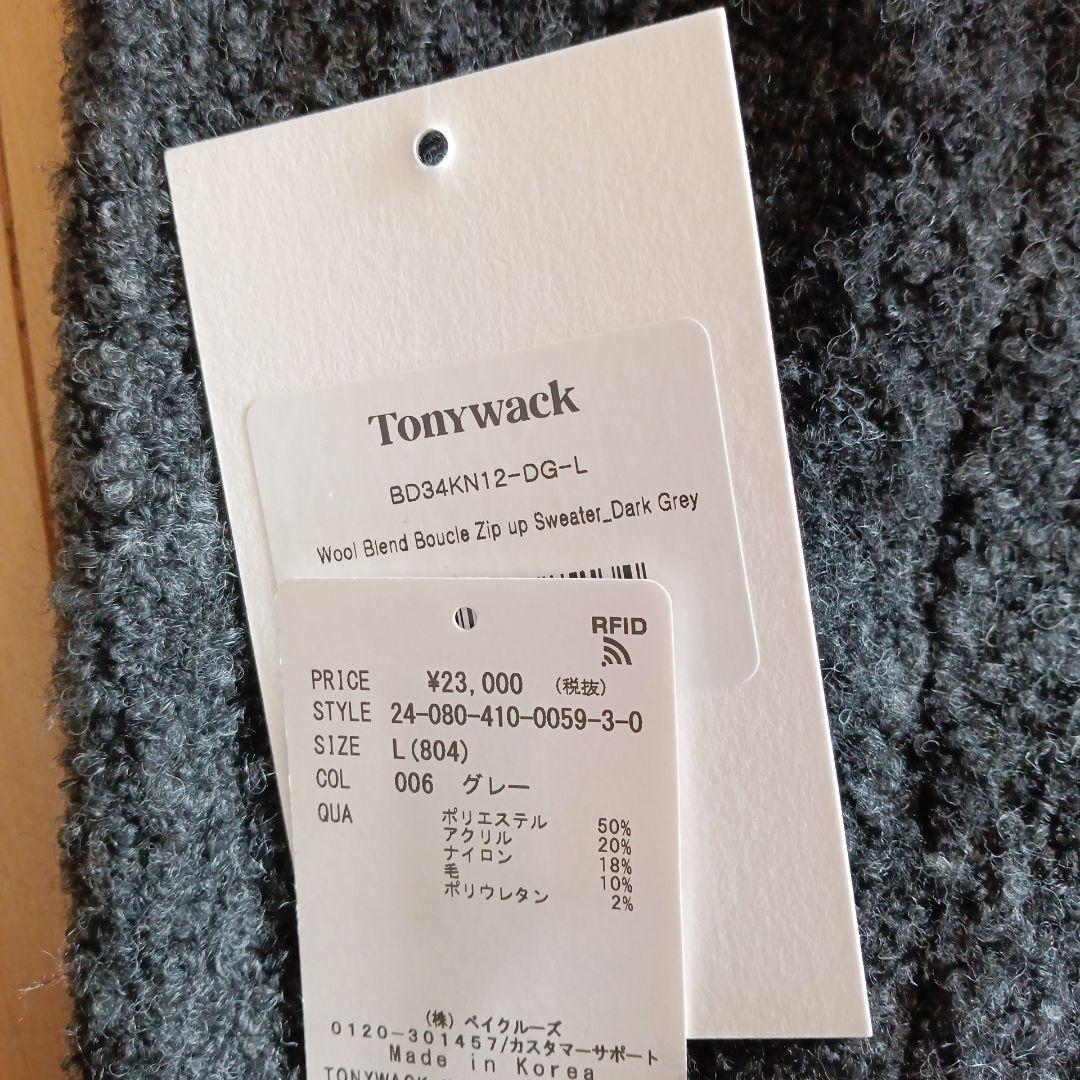 Tonywack
BD34KN12-DG-L
Wool Blend Boucle Zip up Sweater_Dark Grey
RFID
PRICE ¥23,000 (税抜)
STYLE 24-080-410-0059-3-0
SIZE L(804)
COL 006 グレー
QUA ポリエステル 50%
アクリル 20%
ナイロン 18%
毛 10%
ポリウレタン 2%
(株) ベイクルーズ
0120-301457/カスタマーサポート
Made in Korea
TONYWACK